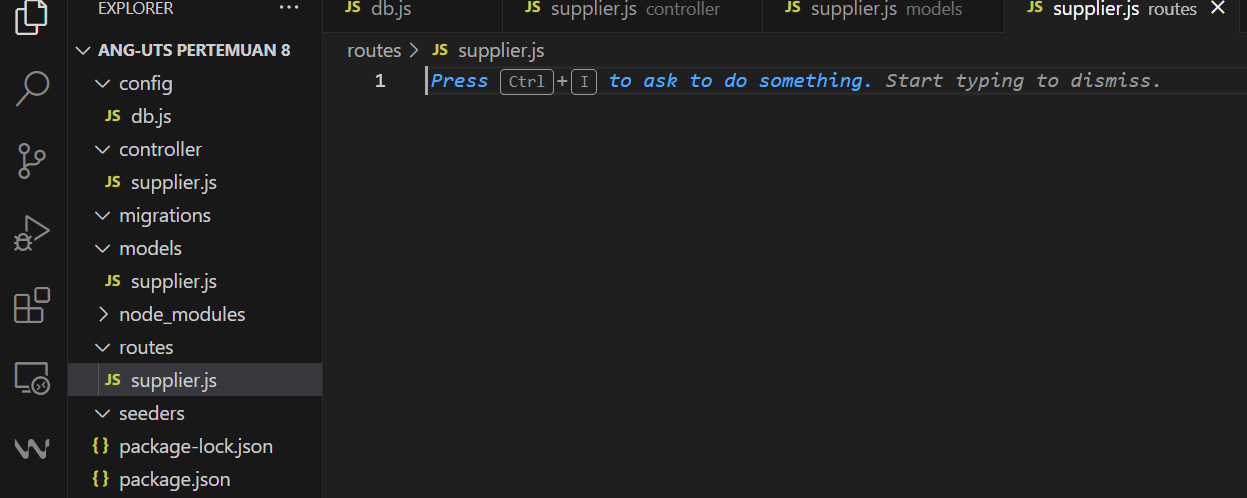 EXPLORER ...
ANG-UTS PERTEMUAN 8
config
JS db.js
controller
JS supplier.js
migrations
models
JS supplier.js
node_modules
routes
JS supplier.js
seeders
{} package-lock.json
{} package.json
JS db.js JS supplier.js controller JS supplier.js models JS supplier.js routes
routes > JS supplier.js
1 Press Ctrl+I to ask to do something. Start typing to dismiss.